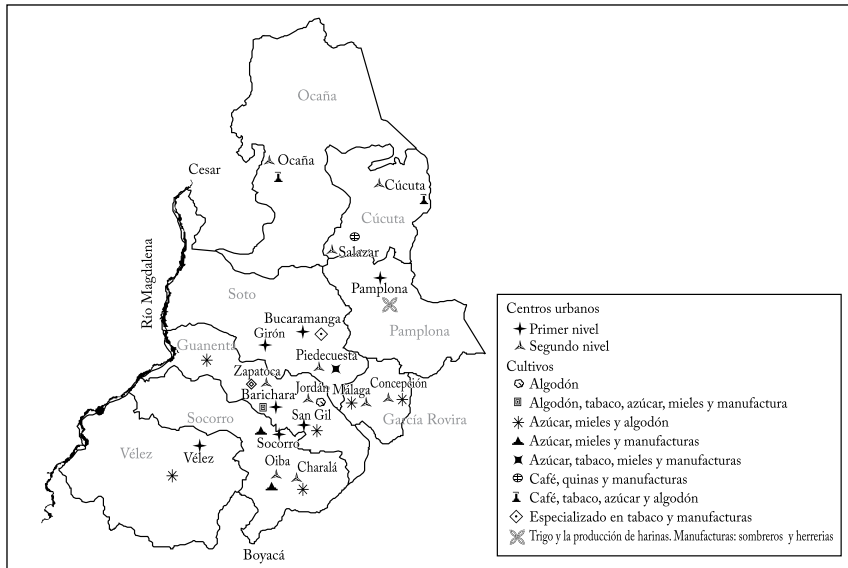 Ocaña
Ocaña
Cesar
Cúcuta
Cúcuta
Río Magdalena
Salazar
Pamplona
Soto
Bucaramanga
Girón
Pamplona
Guanenta
Piedecuesta
Zapatoca
Jordán
Málaga
Concepción
Barichara
San Gil
García Rovira
Socorro
Socorro
Vélez
Vélez
Oiba
Charalá
Boyacá
Centros urbanos
Primer nivel
Segundo nivel
Cultivos
Algodón
Algodón, tabaco, azúcar, mieles y manufactura
Azúcar, mieles y algodón
Azúcar, mieles y manufacturas
Azúcar, tabaco, mieles y manufacturas
Café, quinas y manufacturas
Café, tabaco, azúcar y algodón
Especializado en tabaco y manufacturas
Trigo y la producción de harinas. Manufacturas: sombreros y herrerias